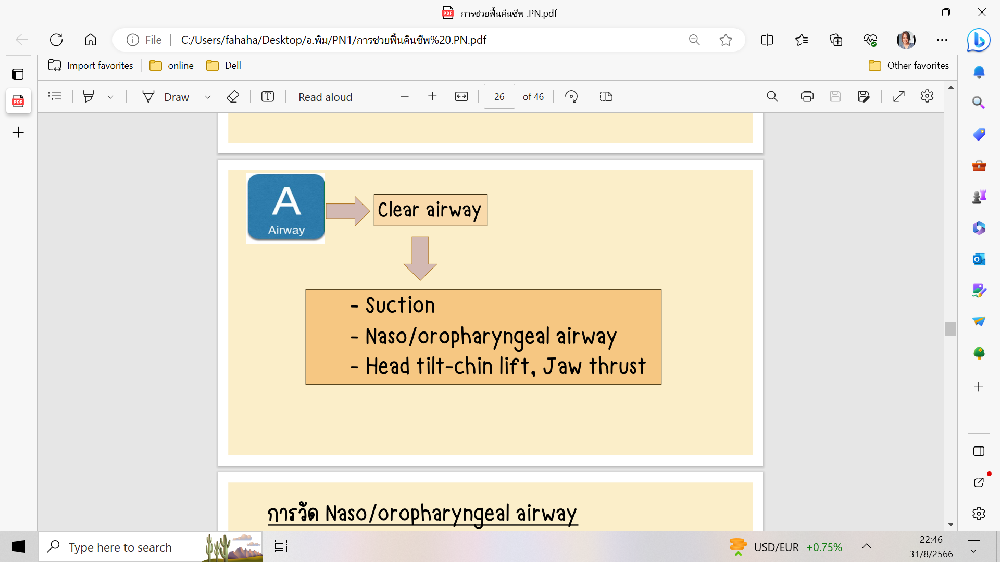 การช่วยฟื้นคืนชีพ .PN.pdf
File
C:/Users/fahaha/Desktop/อ.พิม/PN1/การช่วยฟื้นคืนชีพ%20.PN.pdf
Import favorites
online
Dell
Other favorites
Draw
Read aloud
26
of 46
A
Airway
Clear airway
- Suction
- Naso/oropharyngeal airway
- Head tilt-chin lift, Jaw thrust
การวัด Naso/oropharyngeal airway
Type here to search
USD/EUR +0.75%
22:46
31/8/2566